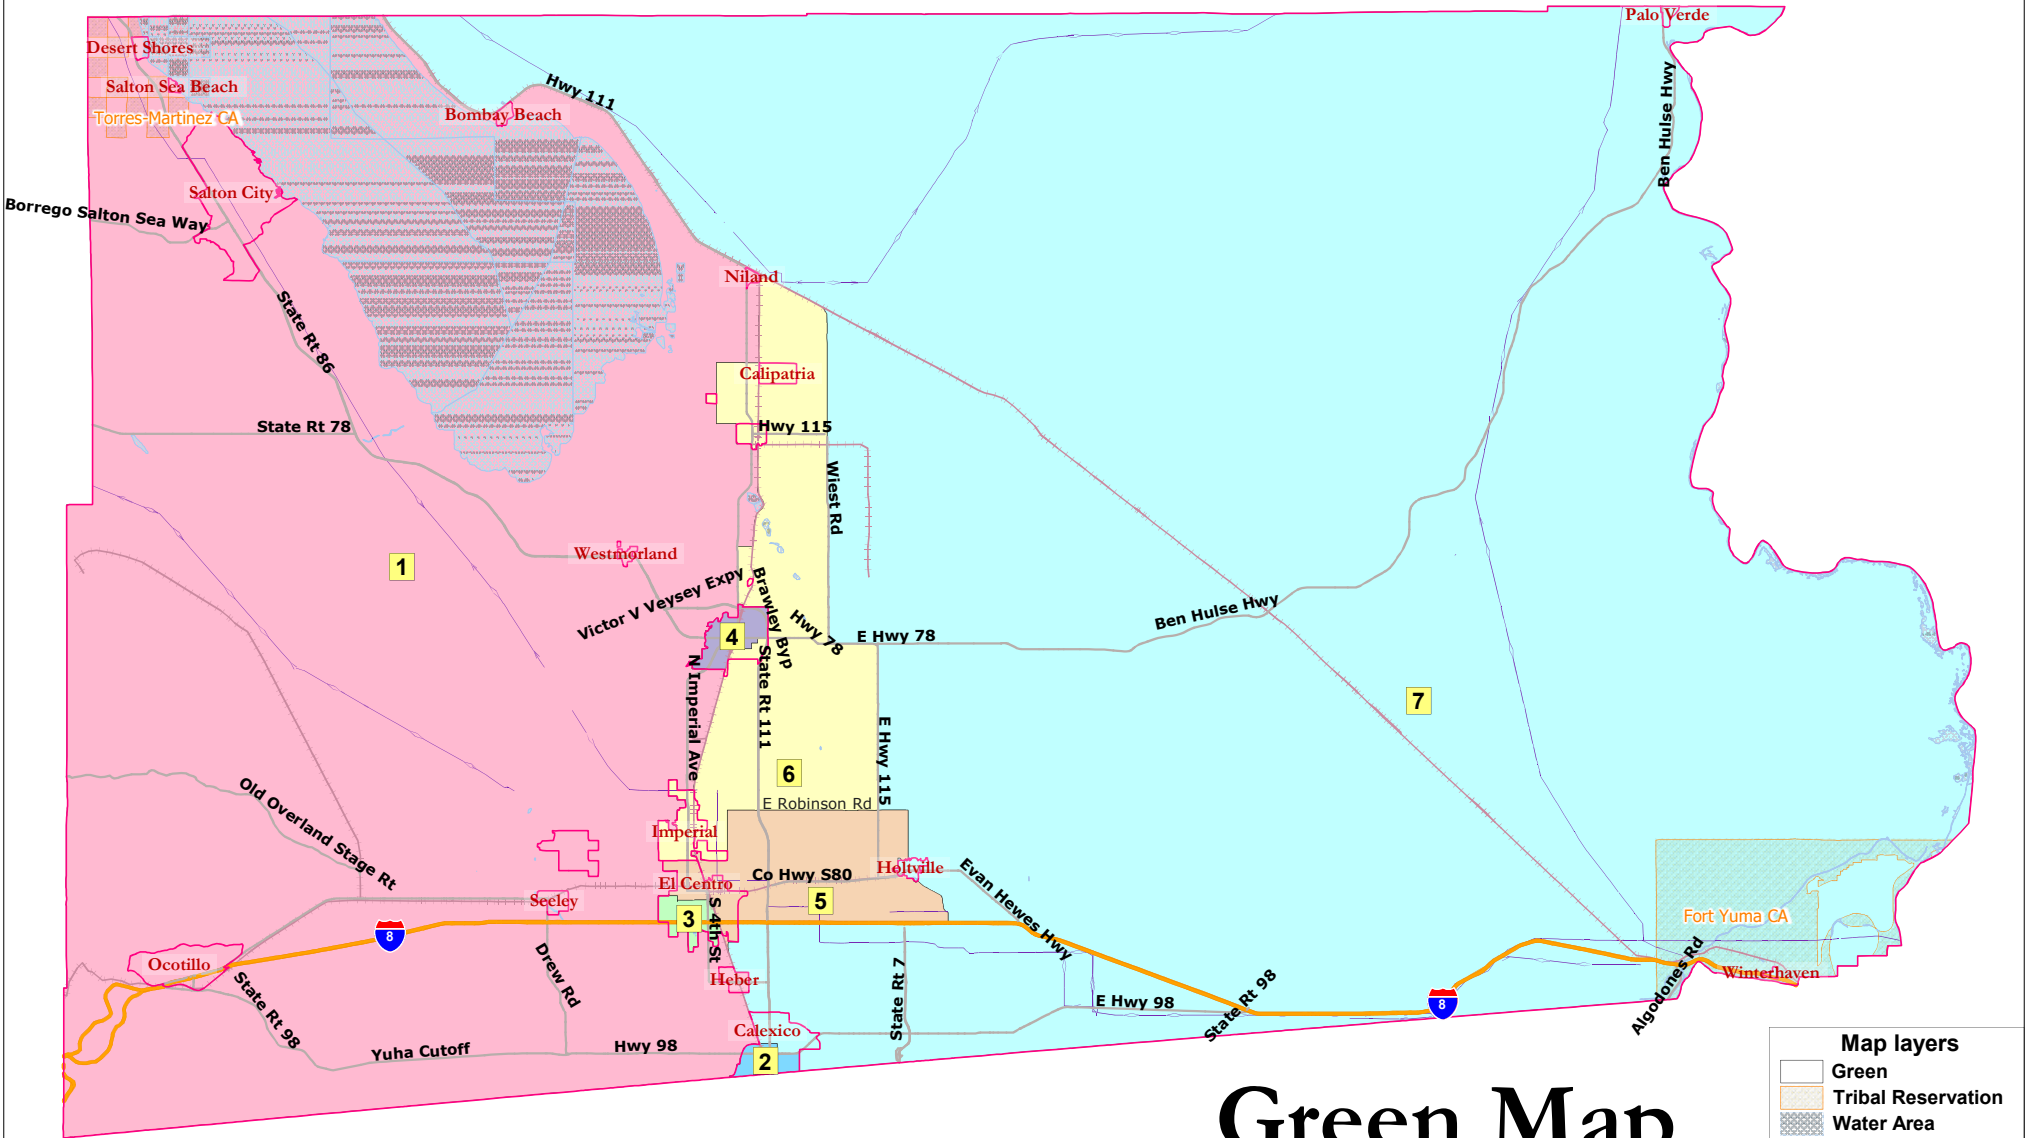 Palo Verde
Desert Shores
Salton Sea Beach
Hwy 111
Bombay Beach
Torres-Martinez CA
Ben Hulse Hwy
Salton City
Borrego Salton Sea Way
Niland
State Rt 86
Calipatria
State Rt 78
Hwy 115
Wiest Rd
Westmorland
1
Victor V Veysey Expy
Brawley Byp
4
Hwy 78
E Hwy 78
Ben Hulse Hwy
N Imperial Ave
State Rt 111
7
E Hwy 115
6
E Robinson Rd
Old Overland Stage Rt
Imperial
Holtville
Co Hwy S80
El Centro
Evan Hewes Hwy
Seeley
5
3
S 4th St
8
Fort Yuma CA
Ocotillo
Drew Rd
Heber
State Rt 7
Algodones Rd
Winterhaven
State Rt 98
E Hwy 98
State Rt 98
8
Calexico
Yuha Cutoff
Hwy 98
2
Map layers
Green
Tribal Reservation
Water Area
Green Map